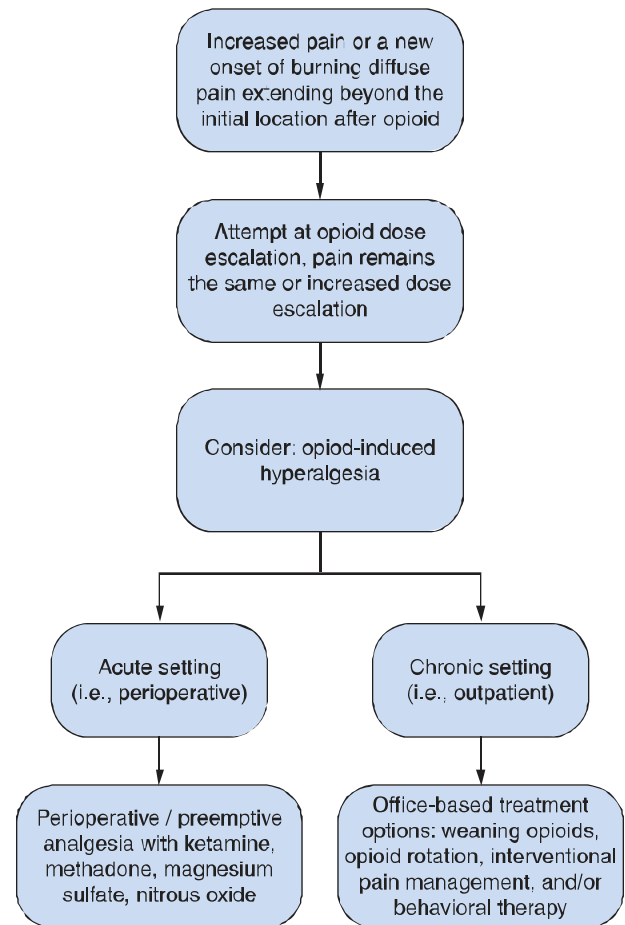 Increased pain or a new
onset of burning diffuse
pain extending beyond the
initial location after opioid
Attempt at opioid dose
escalation, pain remains
the same or increased dose
escalation
Consider: opiod-induced
hyperalgesia
Acute setting
(i.e., perioperative)
Chronic setting
(i.e., outpatient)
Perioperative / preemptive
analgesia with ketamine,
methadone, magnesium
sulfate, nitrous oxide
Office-based treatment
options: weaning opioids,
opioid rotation, interventional
pain management, and/or
behavioral therapy